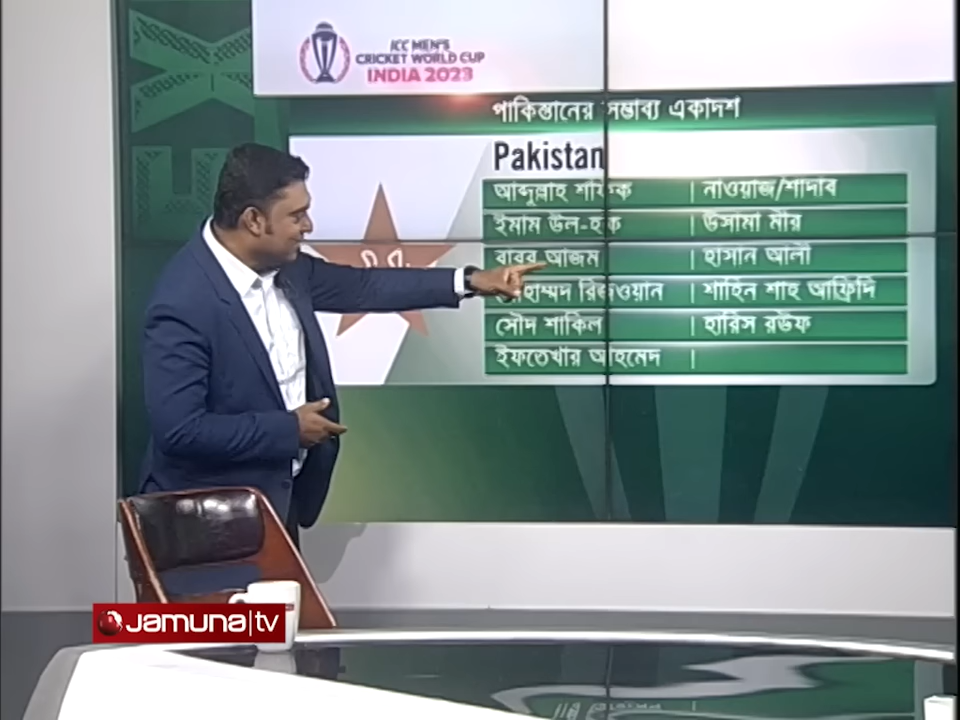 ICC MEN'S
CRICKET WORLD CUP
INDIA 2023
পাকিস্তানের সম্ভাব্য একাদশ
Pakistan
আব্দুল্লাহ শফিক | নাওয়াজ/শাদাব
ইমাম উল-হক | উসামা মীর
বাবর আজম | হাসান আলী
মোহাম্মদ রিজওয়ান | শাহিন শাহ আফ্রিদি
সৌদ শাকিল | হারিস রউফ
ইফতেখার আহমেদ |
Jamuna|tv